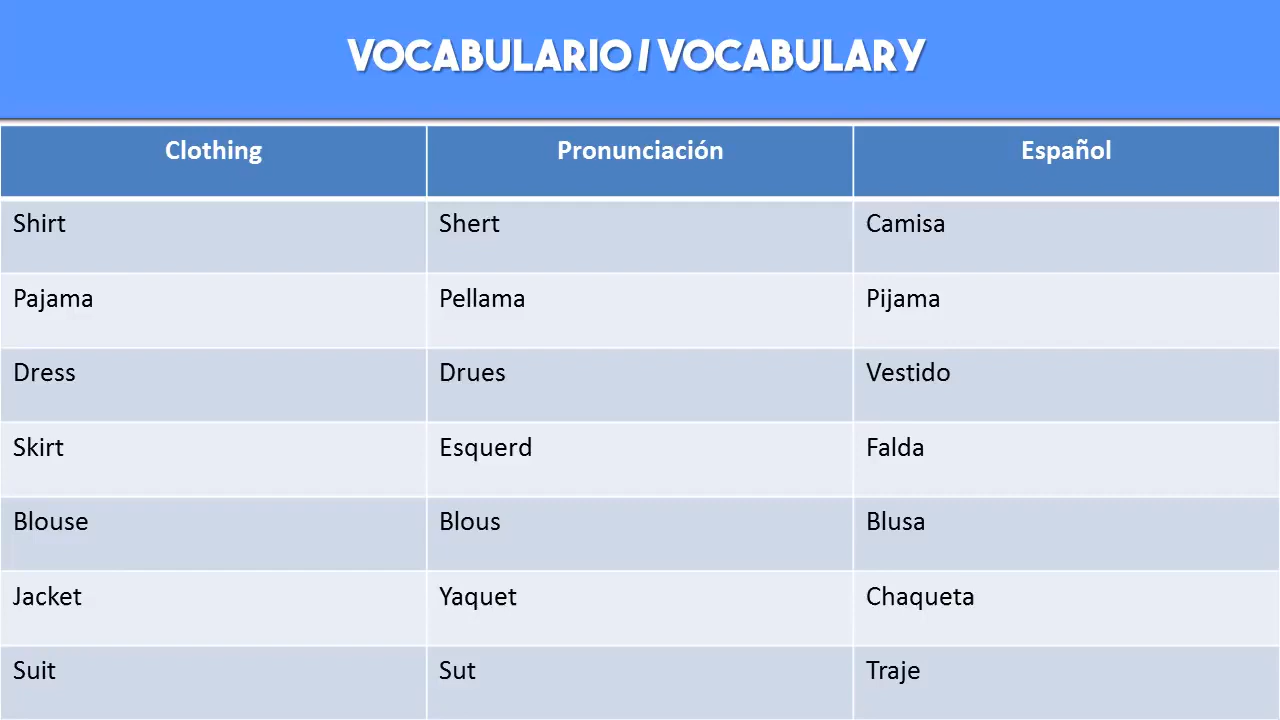 VOCABULARIO / VOCABULARY
Clothing Pronunciación Español
Shirt Shert Camisa
Pajama Pellama Pijama
Dress Drues Vestido
Skirt Esquerd Falda
Blouse Blous Blusa
Jacket Yaquet Chaqueta
Suit Sut Traje